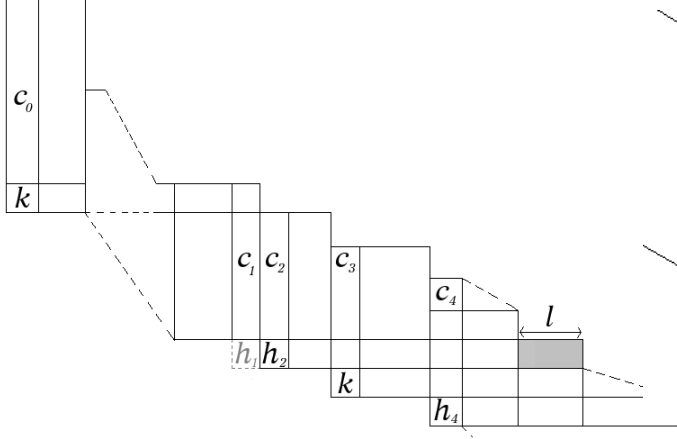 c₀
k
c₁ c₂ c₃
c₄
l
h₁ h₂
k
h₄